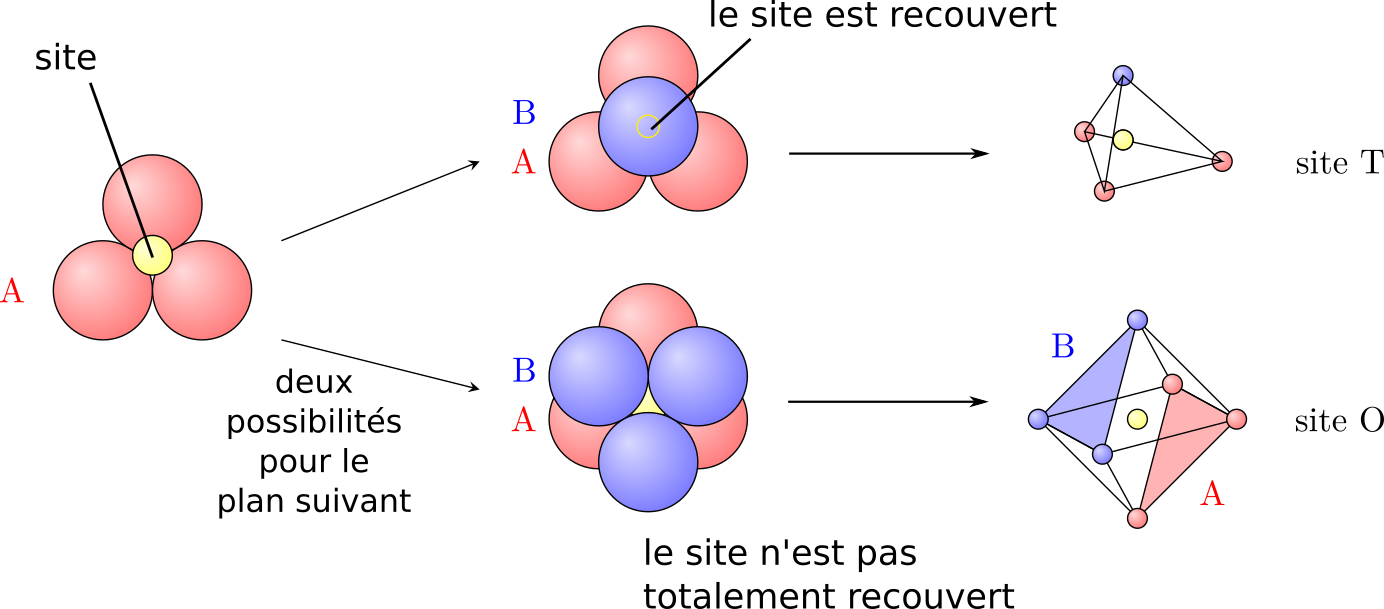 le site est recouvert
site
B
A
site T
A
B
A
B
site O
A
deux
possibilités
pour le
plan suivant
le site n'est pas
totalement recouvert